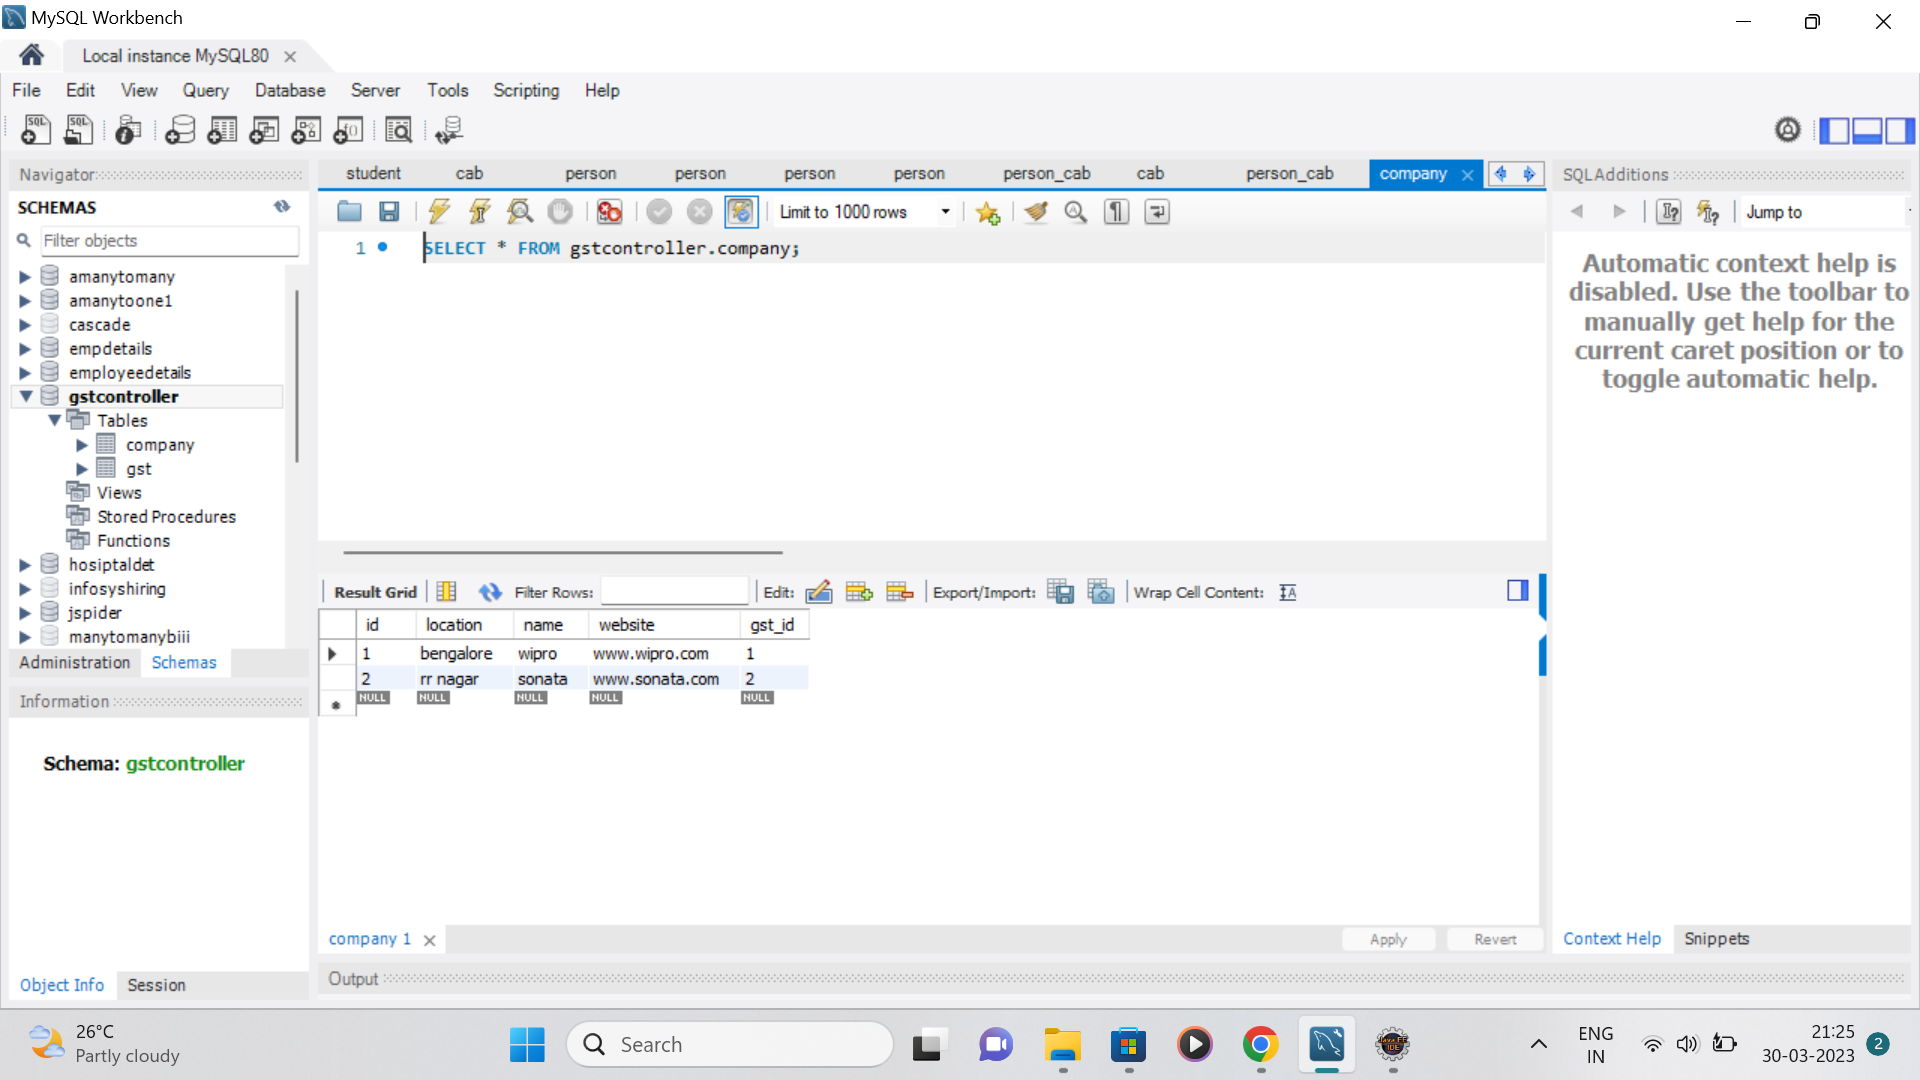 MySQL Workbench
Local instance MySQL80
File Edit View Query Database Server Tools Scripting Help
Navigator
SCHEMAS
Filter objects
amanytomany
amanytoone1
cascade
empdetails
employeedetails
gstcontroller
Tables
company
gst
Views
Stored Procedures
Functions
hosiptaldet
infosyshiring
jspider
manytomanybiii
Administration Schemas
Information
Schema: gstcontroller
Object Info Session
student cab person person person person person_cab cab person_cab company
Limit to 1000 rows
1 SELECT * FROM gstcontroller.company;
Result Grid Filter Rows: Edit: Export/Import: Wrap Cell Content:
id location name website gst_id
1 bengalore wipro www.wipro.com 1
2 rr nagar sonata www.sonata.com 2
NULL NULL NULL NULL NULL
company 1
Apply Revert
Output
SQLAdditions
Jump to
Automatic context help is
disabled. Use the toolbar to
manually get help for the
current caret position or to
toggle automatic help.
Context Help Snippets
26°C
Partly cloudy
Search
ENG
IN
21:25
30-03-2023
2